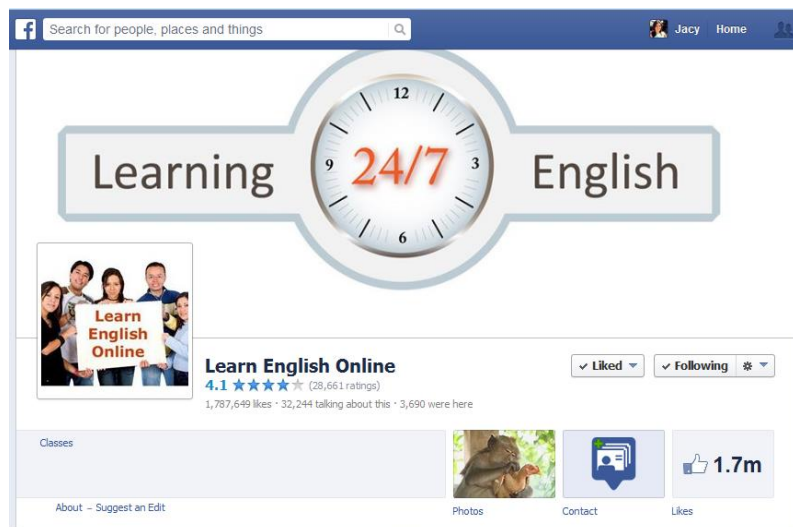 Search for people, places and things
Jacy Home
12
Learning 24/7 English
9
3
6
Learn
English
Online
Learn English Online
Liked
Following
4.1 (28,661 ratings)
1,787,649 likes · 32,244 talking about this · 3,690 were here
Classes
1.7m
About – Suggest an Edit
Photos
Contact
Likes